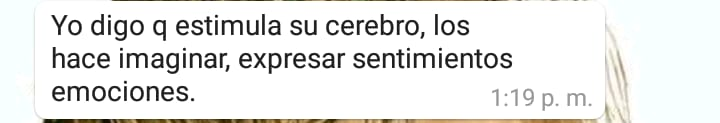 Yo digo q estimula su cerebro, los
hace imaginar, expresar sentimientos
emociones.
1:19 p. m.